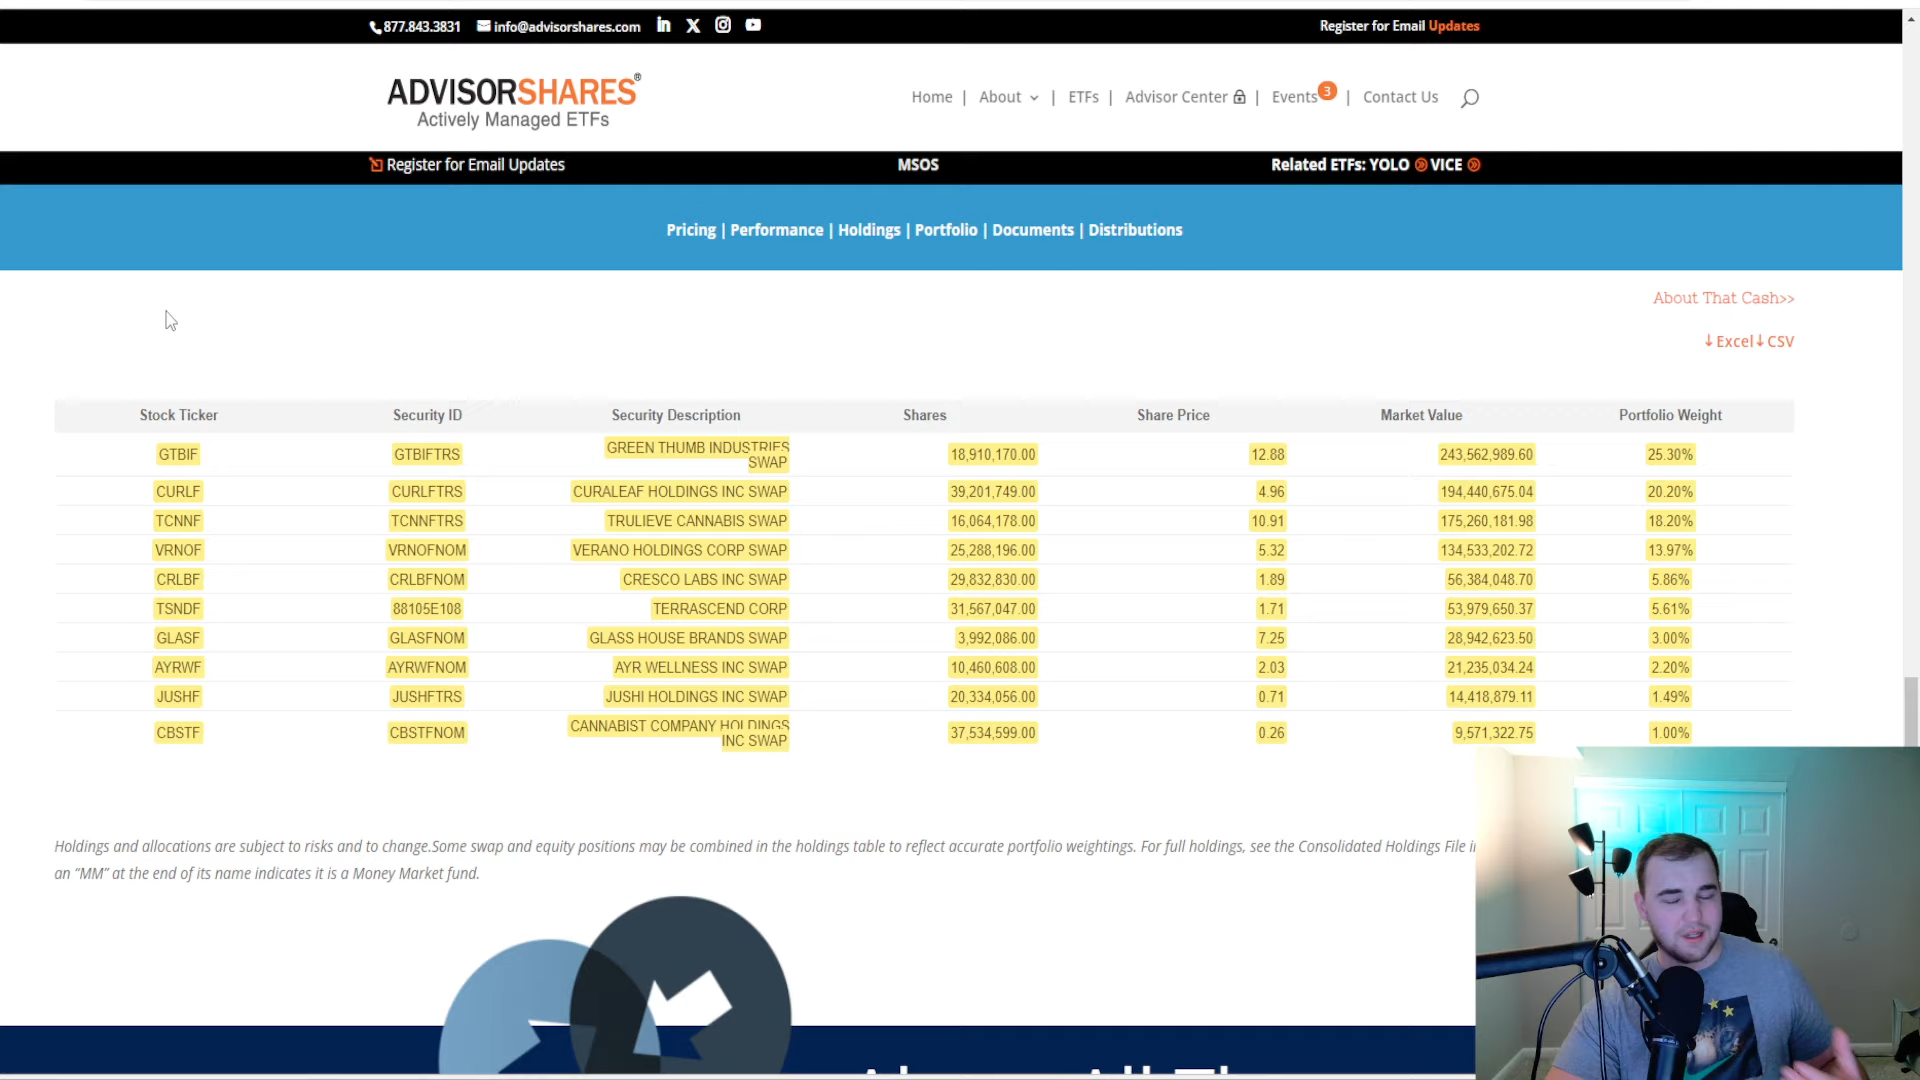 877.843.3831 info@advisorshares.com Register for Email Updates
ADVISORSHARES®
Actively Managed ETFs
Home | About | ETFs | Advisor Center | Events 3 | Contact Us
Register for Email Updates MSOS Related ETFs: YOLO VICE
Pricing | Performance | Holdings | Portfolio | Documents | Distributions
About That Cash>>
Excel CSV
Stock Ticker Security ID Security Description Shares Share Price Market Value Portfolio Weight
GTBIF GTBIFTRS GREEN THUMB INDUSTRIES SWAP 18,910,170.00 12.88 243,562,989.60 25.30%
CURLF CURLFTRS CURALEAF HOLDINGS INC SWAP 39,201,749.00 4.96 194,440,675.04 20.20%
TCNNF TCNNFTRS TRULIEVE CANNABIS SWAP 16,064,178.00 10.91 175,260,181.98 18.20%
VRNOF VRNOFNOM VERANO HOLDINGS CORP SWAP 25,288,196.00 5.32 134,533,202.72 13.97%
CRLBF CRLBFNOM CRESCO LABS INC SWAP 29,832,830.00 1.89 56,384,048.70 5.86%
TSNDF 88105E108 TERRASCEND CORP 31,567,047.00 1.71 53,979,650.37 5.61%
GLASF GLASFNOM GLASS HOUSE BRANDS SWAP 3,992,086.00 7.25 28,942,623.50 3.00%
AYRWF AYRWFNOM AYR WELLNESS INC SWAP 10,460,608.00 2.03 21,235,034.24 2.20%
JUSHF JUSHFTRS JUSHI HOLDINGS INC SWAP 20,334,056.00 0.71 14,418,879.11 1.49%
CBSTF CBSTFNOM CANNABIST COMPANY HOLDINGS INC SWAP 37,534,599.00 0.26 9,571,322.75 1.00%
Holdings and allocations are subject to risks and to change.Some swap and equity positions may be combined in the holdings table to reflect accurate portfolio weightings. For full holdings, see the Consolidated Holdings File
an “MM” at the end of its name indicates it is a Money Market fund.